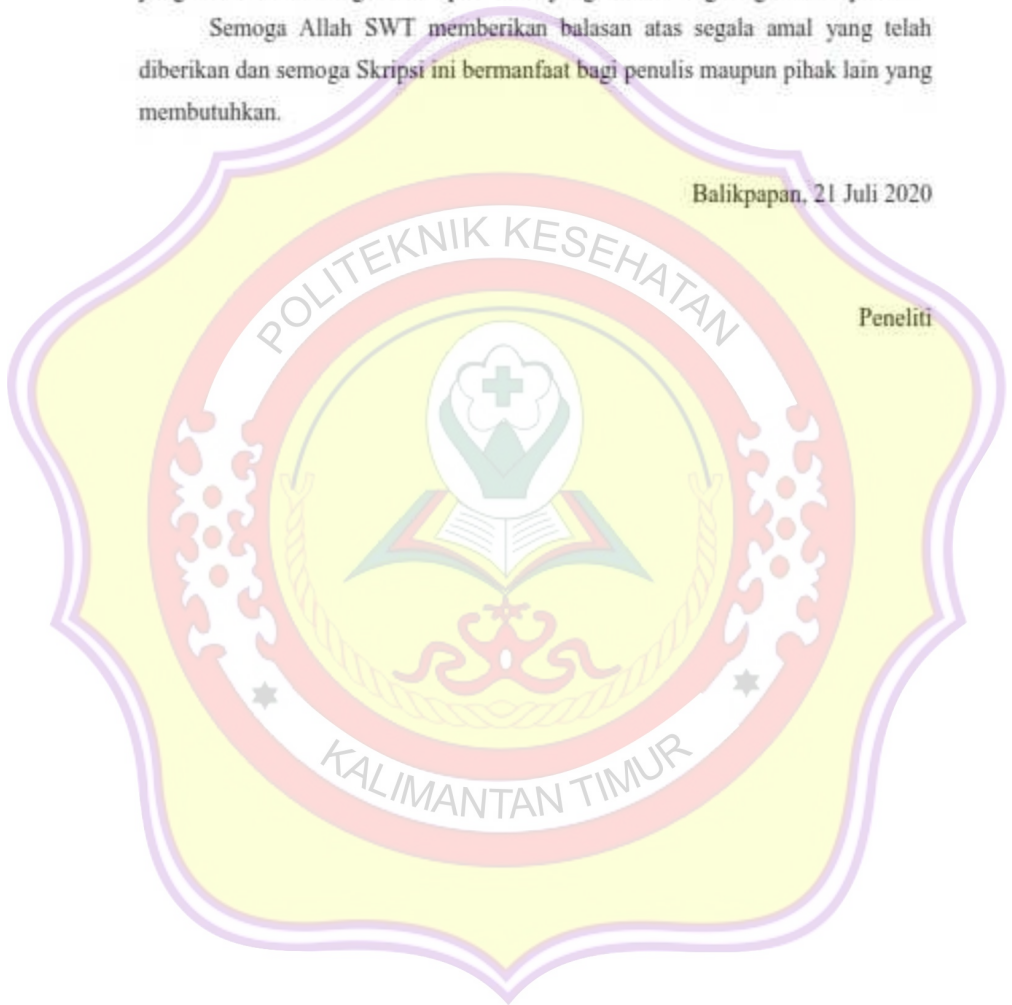 Semoga Allah SWT memberikan balasan atas segala amal yang telah
diberikan dan semoga Skripsi ini bermanfaat bagi penulis maupun pihak lain yang
membutuhkan.
Balikpapan, 21 Juli 2020
POLITEKNIK KESEHATAN
Peneliti
KALIMANTAN TIMUR